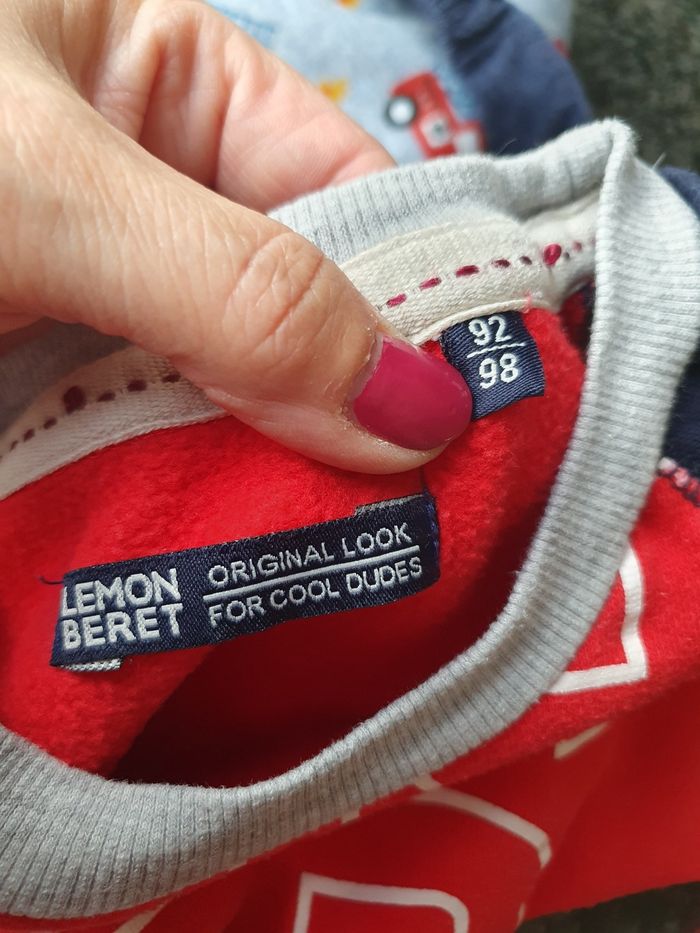 92
98
LEMON
BERET
ORIGINAL LOOK
FOR COOL DUDES